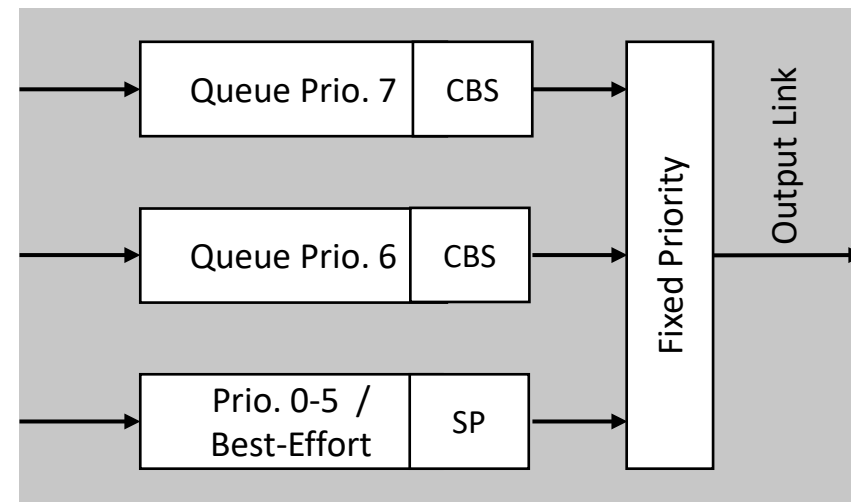 Queue Prio. 7
CBS
Queue Prio. 6
CBS
Prio. 0-5 /
Best-Effort
SP
Fixed Priority
Output Link